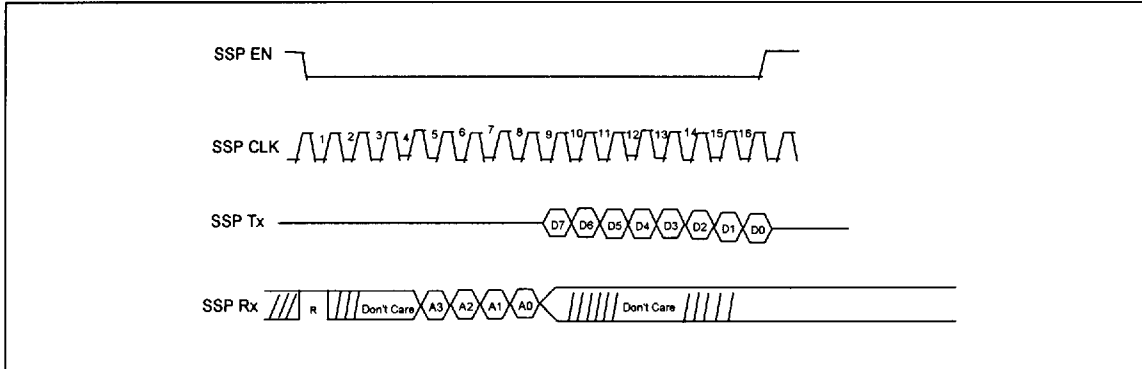 SSP EN
SSP CLK 1 2 3 4 5 6 7 8 9 10 11 12 13 14 15 16
SSP Tx D7 D6 D5 D4 D3 D2 D1 D0
SSP Rx R Don't Care A3 A2 A1 A0 Don't Care